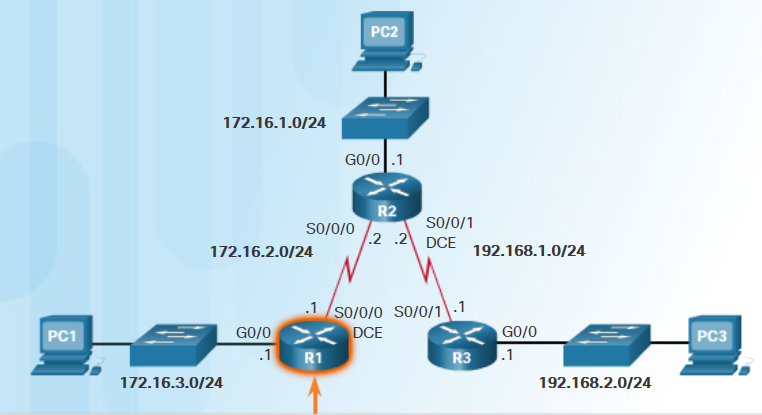 PC2
172.16.1.0/24
G0/0 .1
R2
S0/0/0 .2 .2 S0/0/1
DCE
172.16.2.0/24
192.168.1.0/24
.1 S0/0/0
DCE
S0/0/1 .1
PC1
G0/0
.1
R1
R3
G0/0
.1
PC3
172.16.3.0/24
192.168.2.0/24